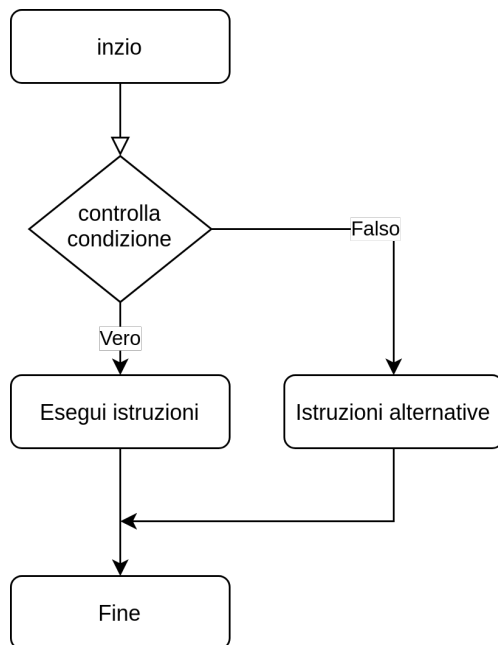 inzio
controlla
condizione
Falso
Vero
Esegui istruzioni
Istruzioni alternative
Fine